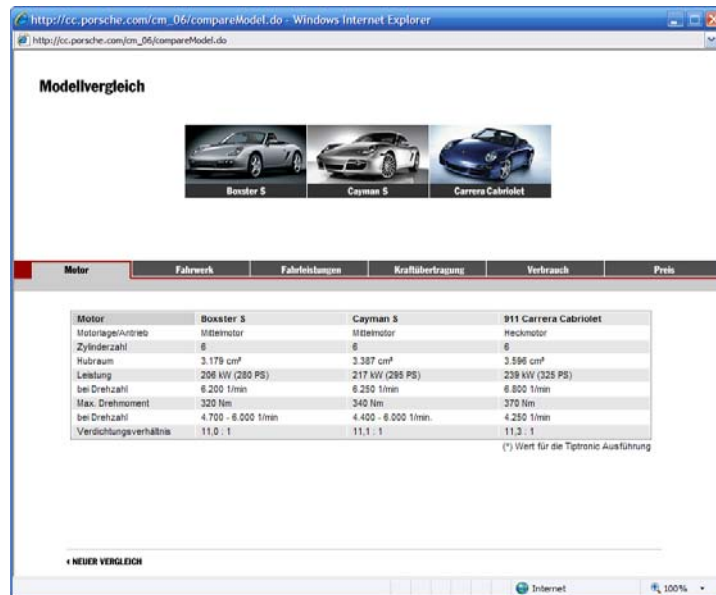 http://cc.porsche.com/cm_06/compareModel.do - Windows Internet Explorer
http://cc.porsche.com/cm_06/compareModel.do
Modellvergleich
Boxster S Cayman S Carrera Cabriolet
Motor Fahrwerk Fahrleistungen Kraftübertragung Verbrauch Preis
Motor Boxster S Cayman S 911 Carrera Cabriolet
Motorlage/Antrieb Mittelmotor Mittelmotor Heckmotor
Zylinderzahl 6 6 6
Hubraum 3.179 cm³ 3.387 cm³ 3.596 cm³
Leistung 206 kW (280 PS) 217 kW (295 PS) 239 kW (325 PS)
bei Drehzahl 6.200 1/min 6.250 1/min 6.800 1/min
Max. Drehmoment 320 Nm 340 Nm 370 Nm
bei Drehzahl 4.700 - 6.000 1/min 4.400 - 6.000 1/min. 4.250 1/min
Verdichtungsverhältnis 11,0 : 1 11,1 : 1 11,3 : 1
(*) Wert für die Tiptronic Ausführung
NEUER VERGLEICH
Internet 100%